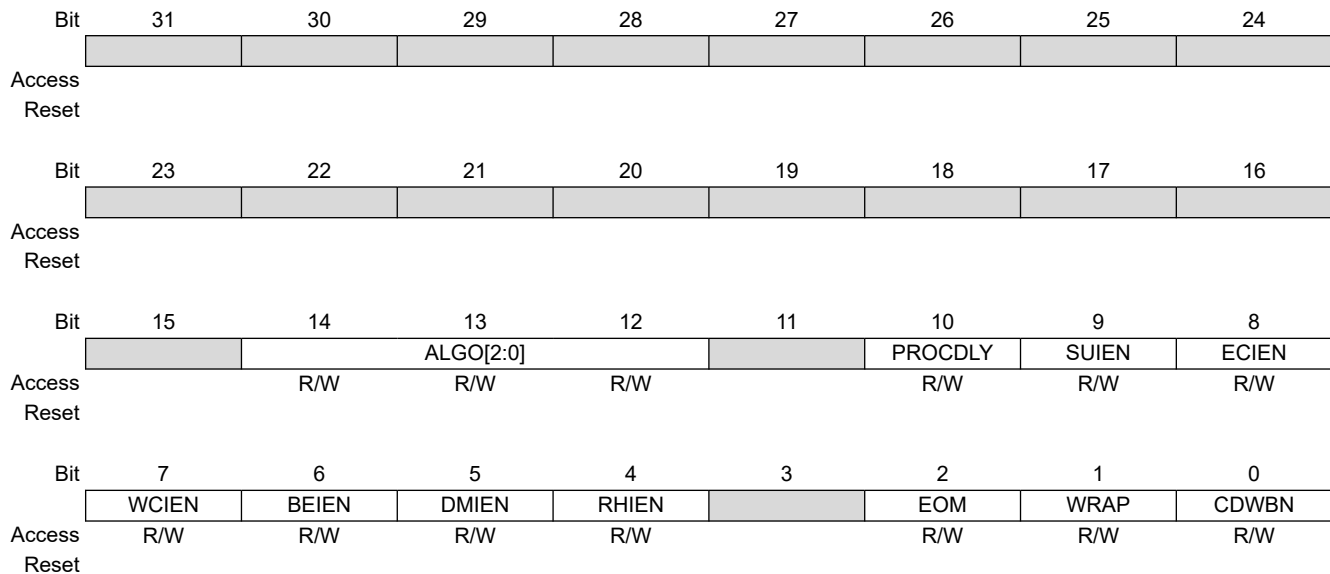 Bit 31 30 29 28 27 26 25 24
Access
Reset
Bit 23 22 21 20 19 18 17 16
Access
Reset
Bit 15 14 13 12 11 10 9 8
ALGO[2:0] PROCDLY SUIEN ECIEN
Access R/W R/W R/W R/W R/W R/W
Reset
Bit 7 6 5 4 3 2 1 0
WCIEN BEIEN DMIEN RHIEN EOM WRAP CDWBN
Access R/W R/W R/W R/W R/W R/W R/W
Reset